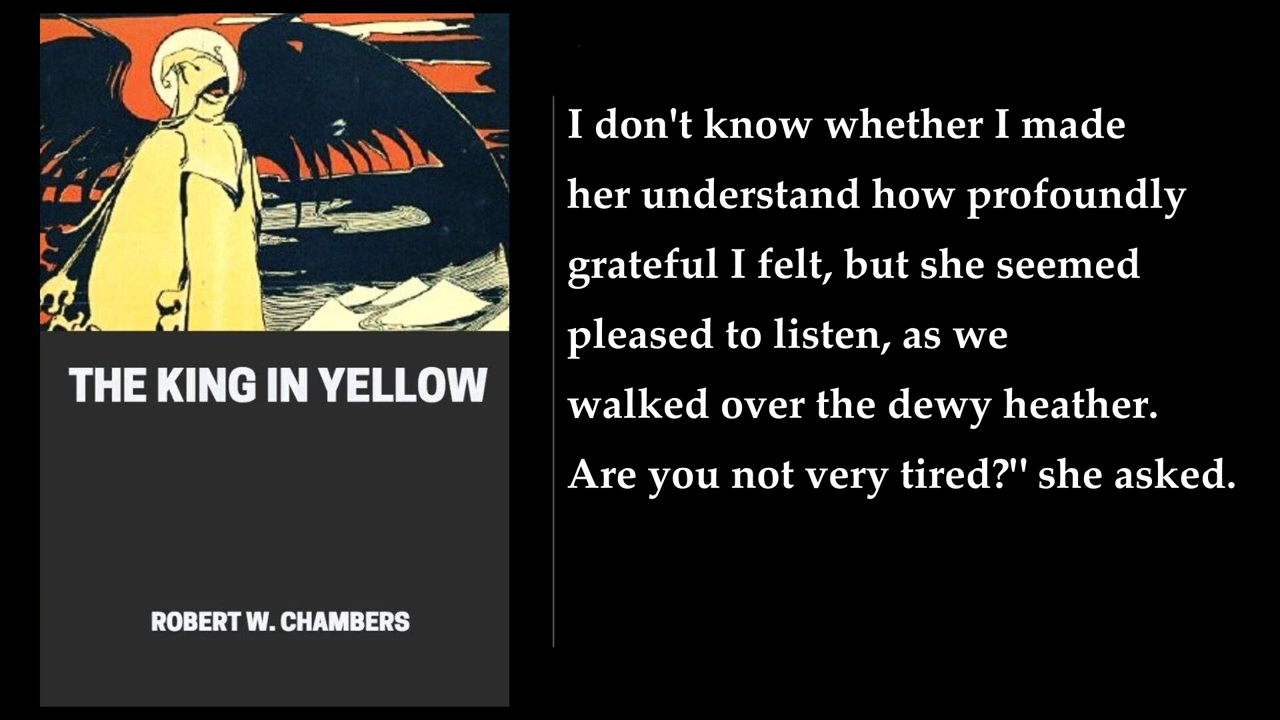 THE KING IN YELLOW
ROBERT W. CHAMBERS
I don't know whether I made
her understand how profoundly
grateful I felt, but she seemed
pleased to listen, as we
walked over the dewy heather.
Are you not very tired?" she asked.